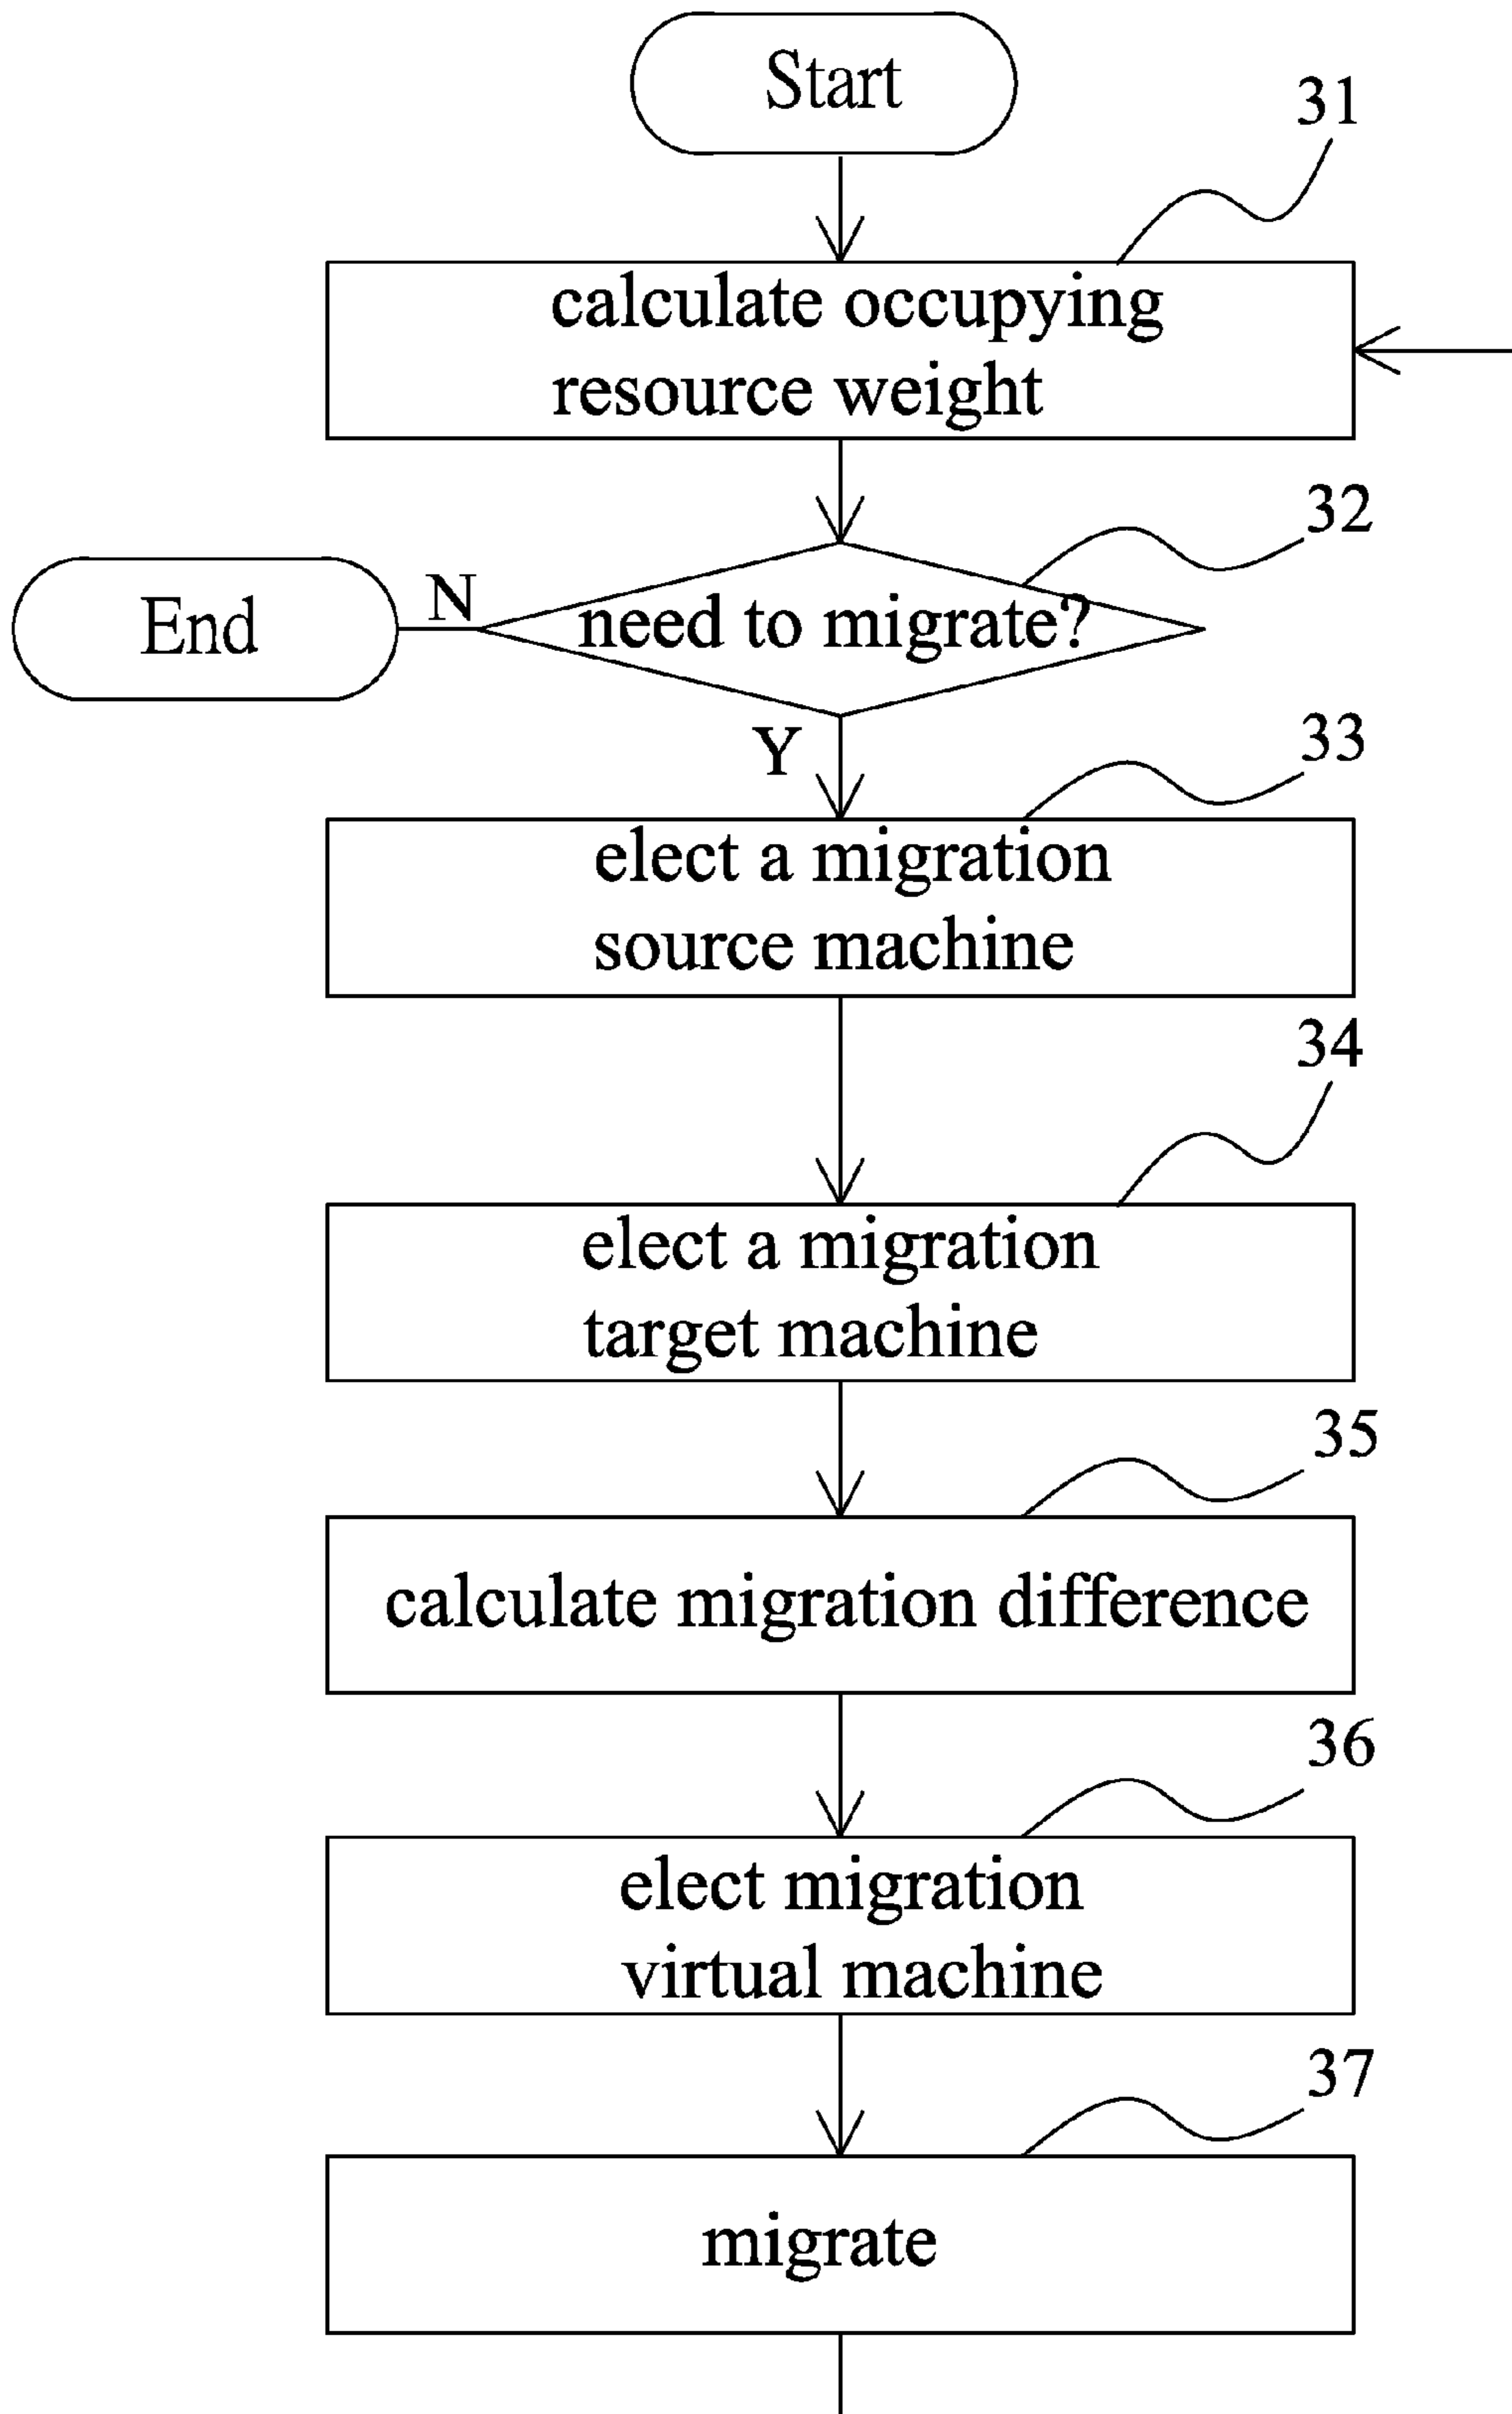 Start
31
calculate occupying
resource weight
32
End
N
need to migrate?
Y
33
elect a migration
source machine
34
elect a migration
target machine
35
calculate migration difference
36
elect migration
virtual machine
37
migrate